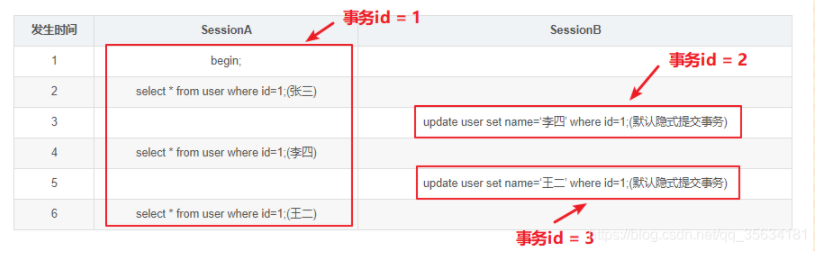 事务id = 1
发生时间 SessionA SessionB
1 begin;
事务id = 2
2 select * from user where id=1;(张三)
3 update user set name='李四' where id=1;(默认隐式提交事务)
4 select * from user where id=1;(李四)
5 update user set name='王二' where id=1;(默认隐式提交事务)
6 select * from user where id=1;(王二)
事务id = 3
https://blog.csdn.net/qq_35634181